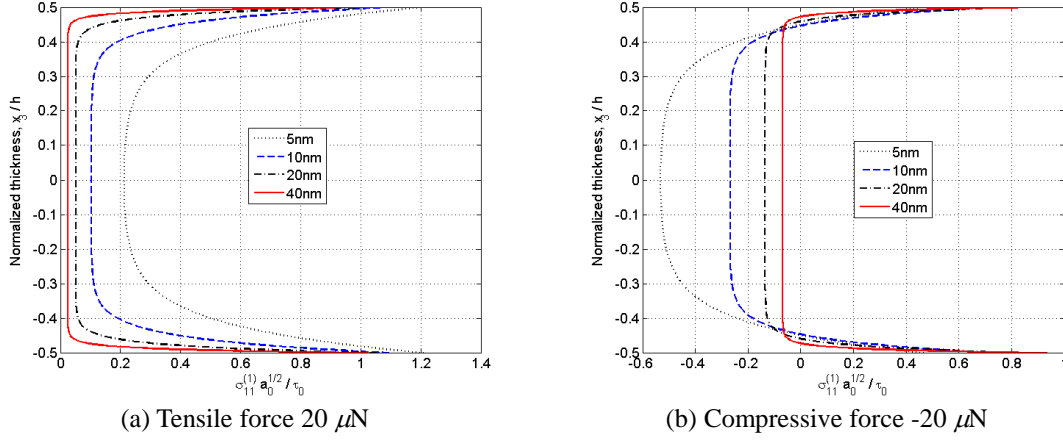 0.5
0.4
0.3
0.2
0.1
0
-0.1
-0.2
-0.3
-0.4
-0.5
Normalized thickness, x₃ / h
5nm
10nm
20nm
40nm
0 0.2 0.4 0.6 0.8 1 1.2 1.4
σ₁₁⁽¹⁾ a₀^1/2 / τ₀
(a) Tensile force 20 μN
0.5
0.4
0.3
0.2
0.1
0
-0.1
-0.2
-0.3
-0.4
-0.5
Normalized thickness, x₃ / h
5nm
10nm
20nm
40nm
-0.6 -0.4 -0.2 0 0.2 0.4 0.6 0.8
σ₁₁⁽¹⁾ a₀^1/2 / τ₀
(b) Compressive force -20 μN